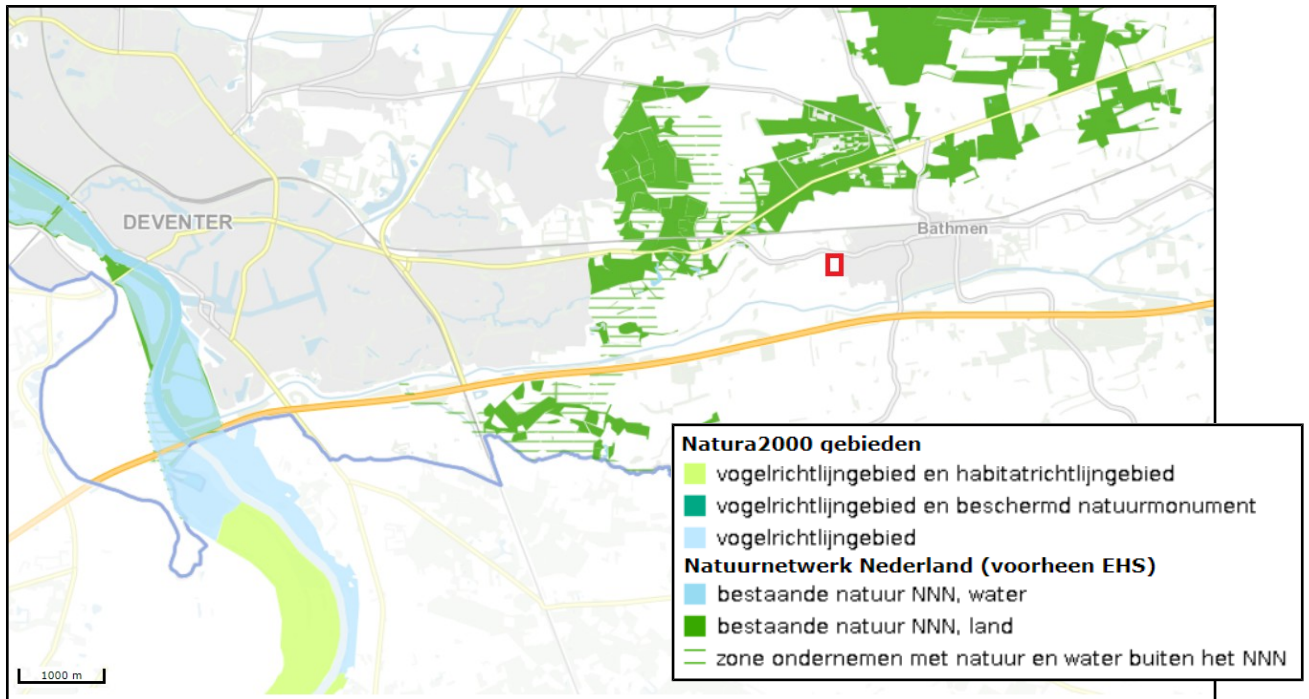 DEVENTER
Bathmen
Natura2000 gebieden
vogelrichtlijngebied en habitatrichtlijngebied
vogelrichtlijngebied en beschermd natuurmonument
vogelrichtlijngebied
Natuurnetwerk Nederland (voorheen EHS)
bestaande natuur NNN, water
bestaande natuur NNN, land
zone ondernemen met natuur en water buiten het NNN
1000 m